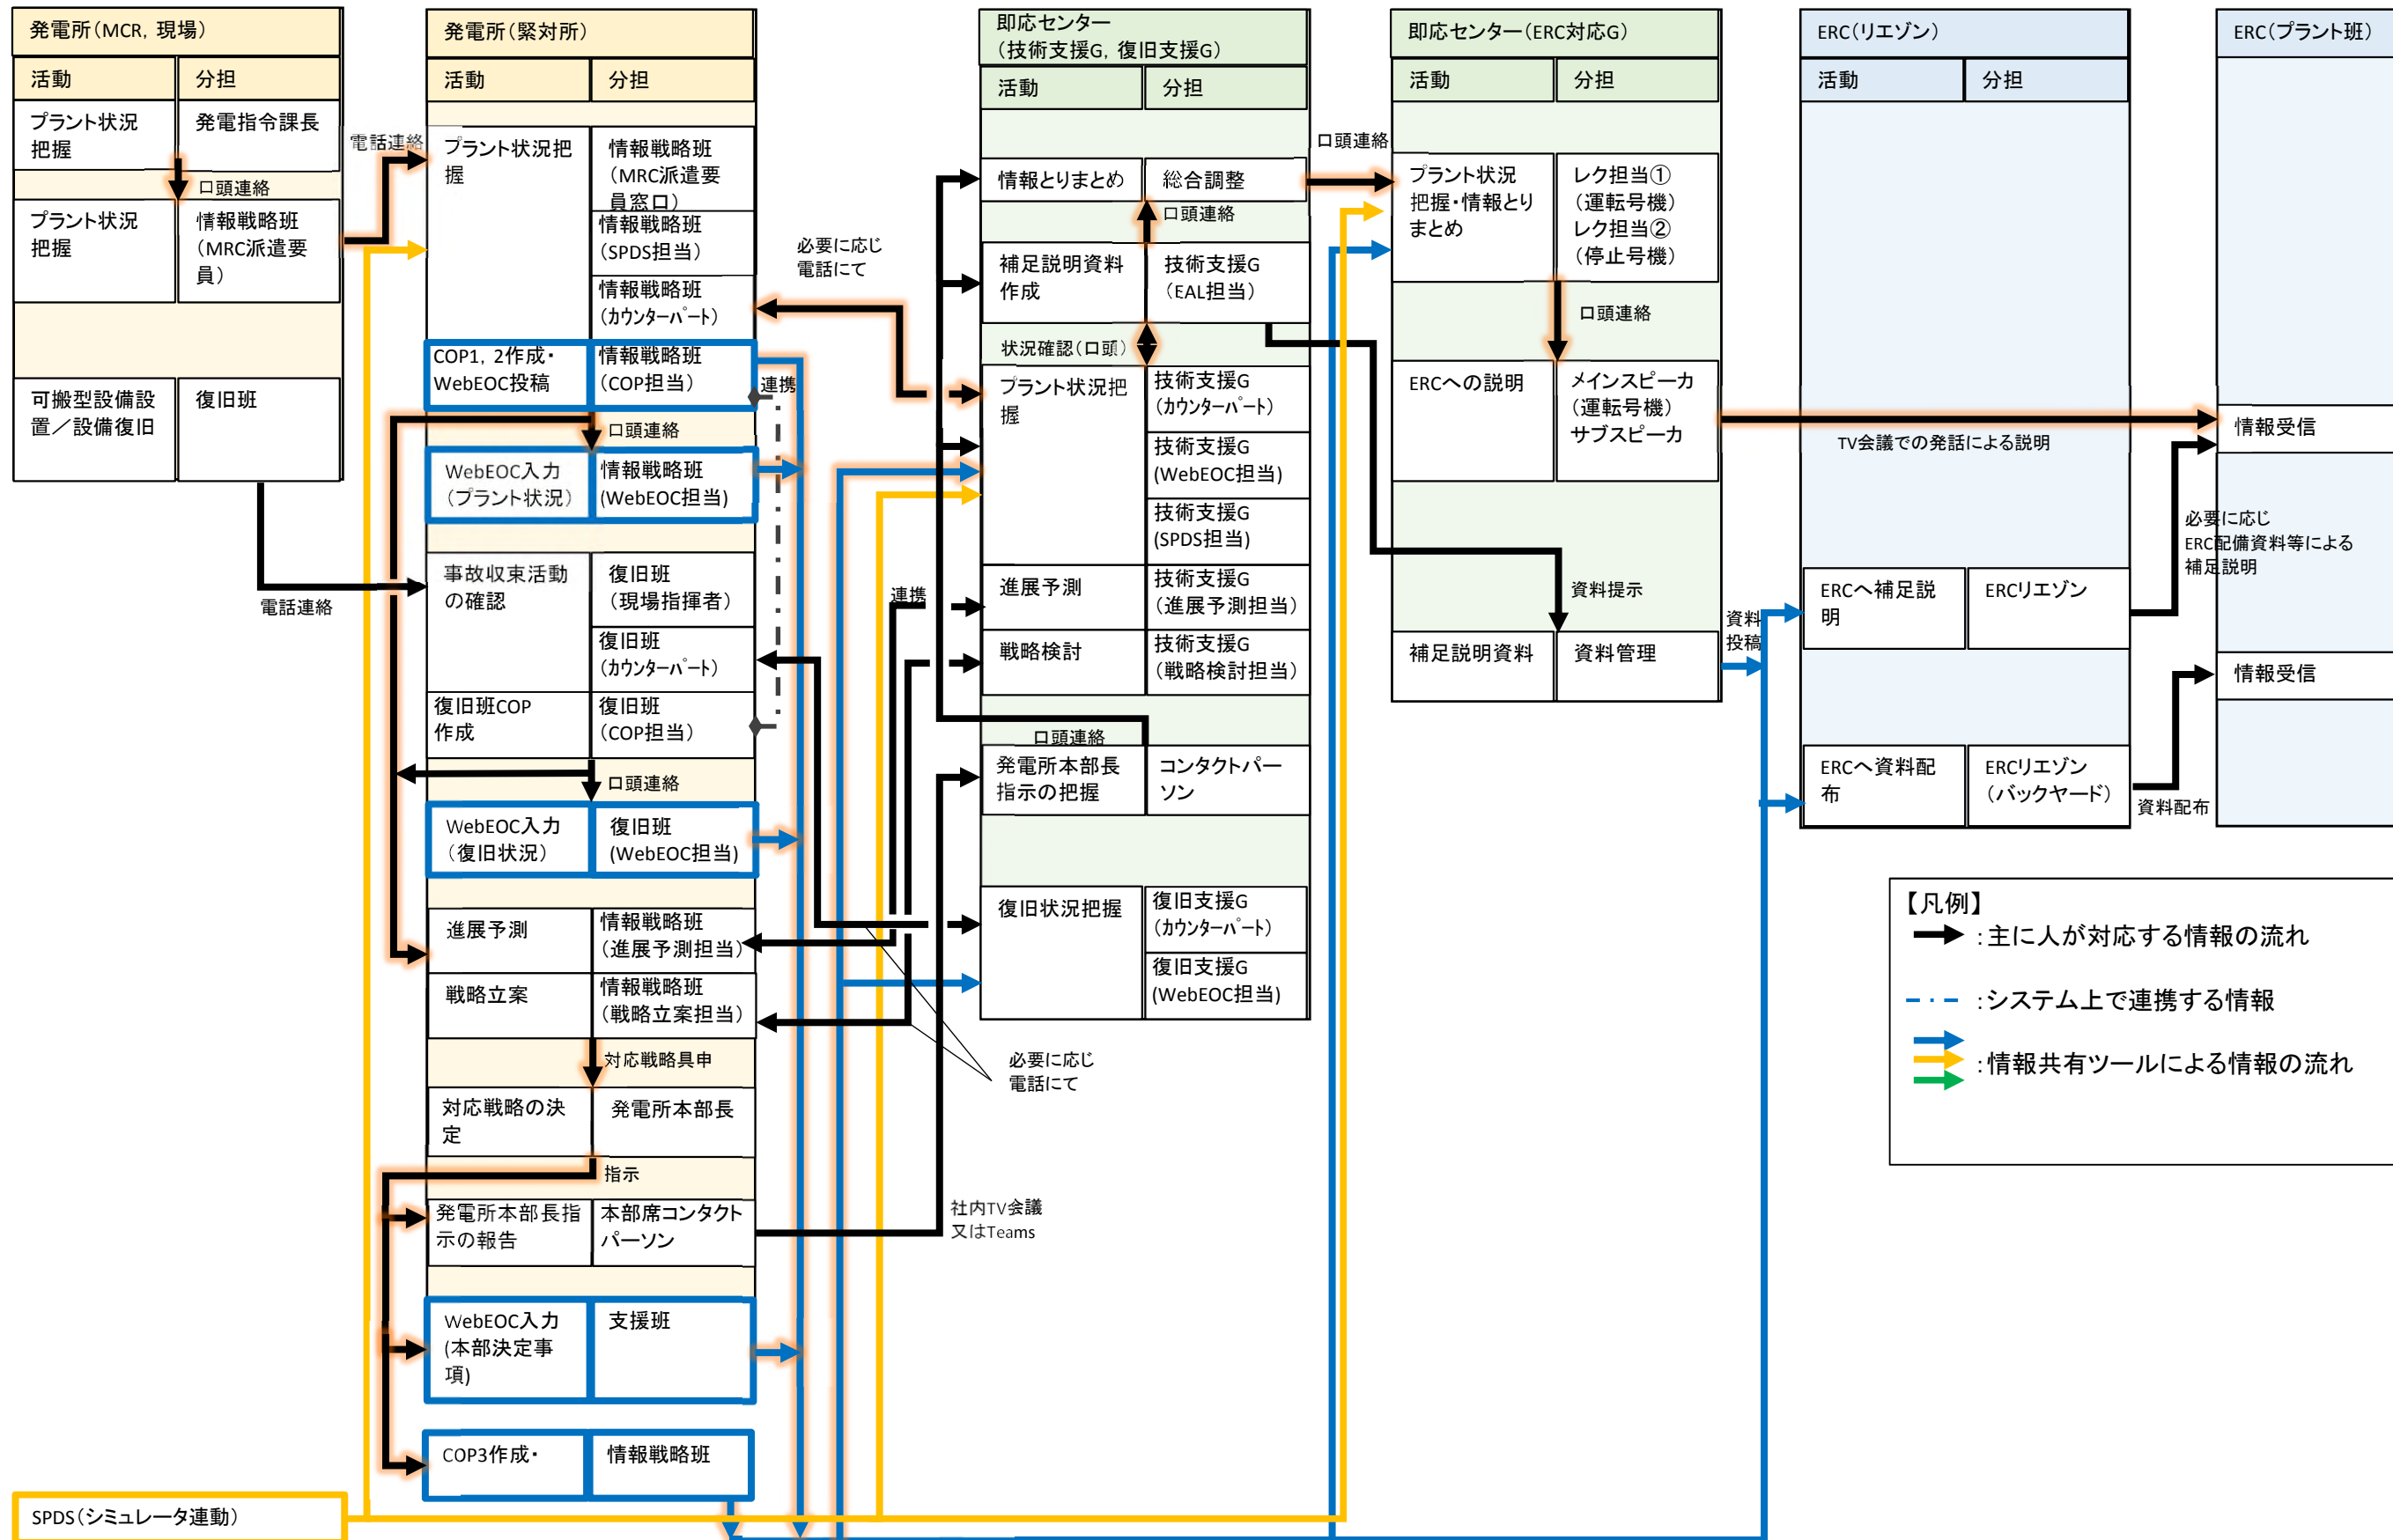 発電所(MCR, 現場)
活動
分担
プラント状況
把握
発電指令課長
口頭連絡
プラント状況
把握
情報戦略班
(MRC派遣要
員)
可搬型設備設
置／設備復旧
復旧班
電話連絡
電話連絡
発電所(緊対所)
活動
分担
プラント状況把
握
情報戦略班
(MRC派遣要
員窓口)
情報戦略班
(SPDS担当)
情報戦略班
(カウンターパート)
COP1, 2作成・
WebEOC投稿
情報戦略班
(COP担当)
連携
口頭連絡
WebEOC入力
(プラント状況)
情報戦略班
(WebEOC担当)
事故収束活動
の確認
復旧班
(現場指揮者)
復旧班
(カウンターパート)
復旧班COP
作成
復旧班
(COP担当)
口頭連絡
WebEOC入力
(復旧状況)
復旧班
(WebEOC担当)
進展予測
情報戦略班
(進展予測担当)
戦略立案
情報戦略班
(戦略立案担当)
対応戦略具申
対応戦略の決
定
発電所本部長
指示
発電所本部長指
示の報告
本部席コンタクト
パーソン
WebEOC入力
(本部決定事
項)
支援班
COP3作成・
情報戦略班
SPDS(シミュレータ連動)
必要に応じ
電話にて
連携
必要に応じ
電話にて
社内TV会議
又はTeams
即応センター
(技術支援G, 復旧支援G)
活動
分担
情報とりまとめ
総合調整
口頭連絡
補足説明資料
作成
技術支援G
(EAL担当)
状況確認(口頭)
プラント状況把
握
技術支援G
(カウンターパート)
技術支援G
(WebEOC担当)
技術支援G
(SPDS担当)
進展予測
技術支援G
(進展予測担当)
戦略検討
技術支援G
(戦略検討担当)
口頭連絡
発電所本部長
指示の把握
コンタクトパー
ソン
復旧状況把握
復旧支援G
(カウンターパート)
復旧支援G
(WebEOC担当)
口頭連絡
即応センター(ERC対応G)
活動
分担
プラント状況
把握・情報とり
まとめ
レク担当①
(運転号機)
レク担当②
(停止号機)
口頭連絡
ERCへの説明
メインスピーカ
(運転号機)
サブスピーカ
資料提示
補足説明資料
資料管理
資料
投稿
ERC(リエゾン)
活動
分担
TV会議での発話による説明
ERCへ補足説
明
ERCリエゾン
ERCへ資料配
布
ERCリエゾン
(バックヤード)
必要に応じ
ERC配備資料等による
補足説明
資料配布
ERC(プラント班)
情報受信
情報受信
【凡例】
:主に人が対応する情報の流れ
:システム上で連携する情報
:情報共有ツールによる情報の流れ